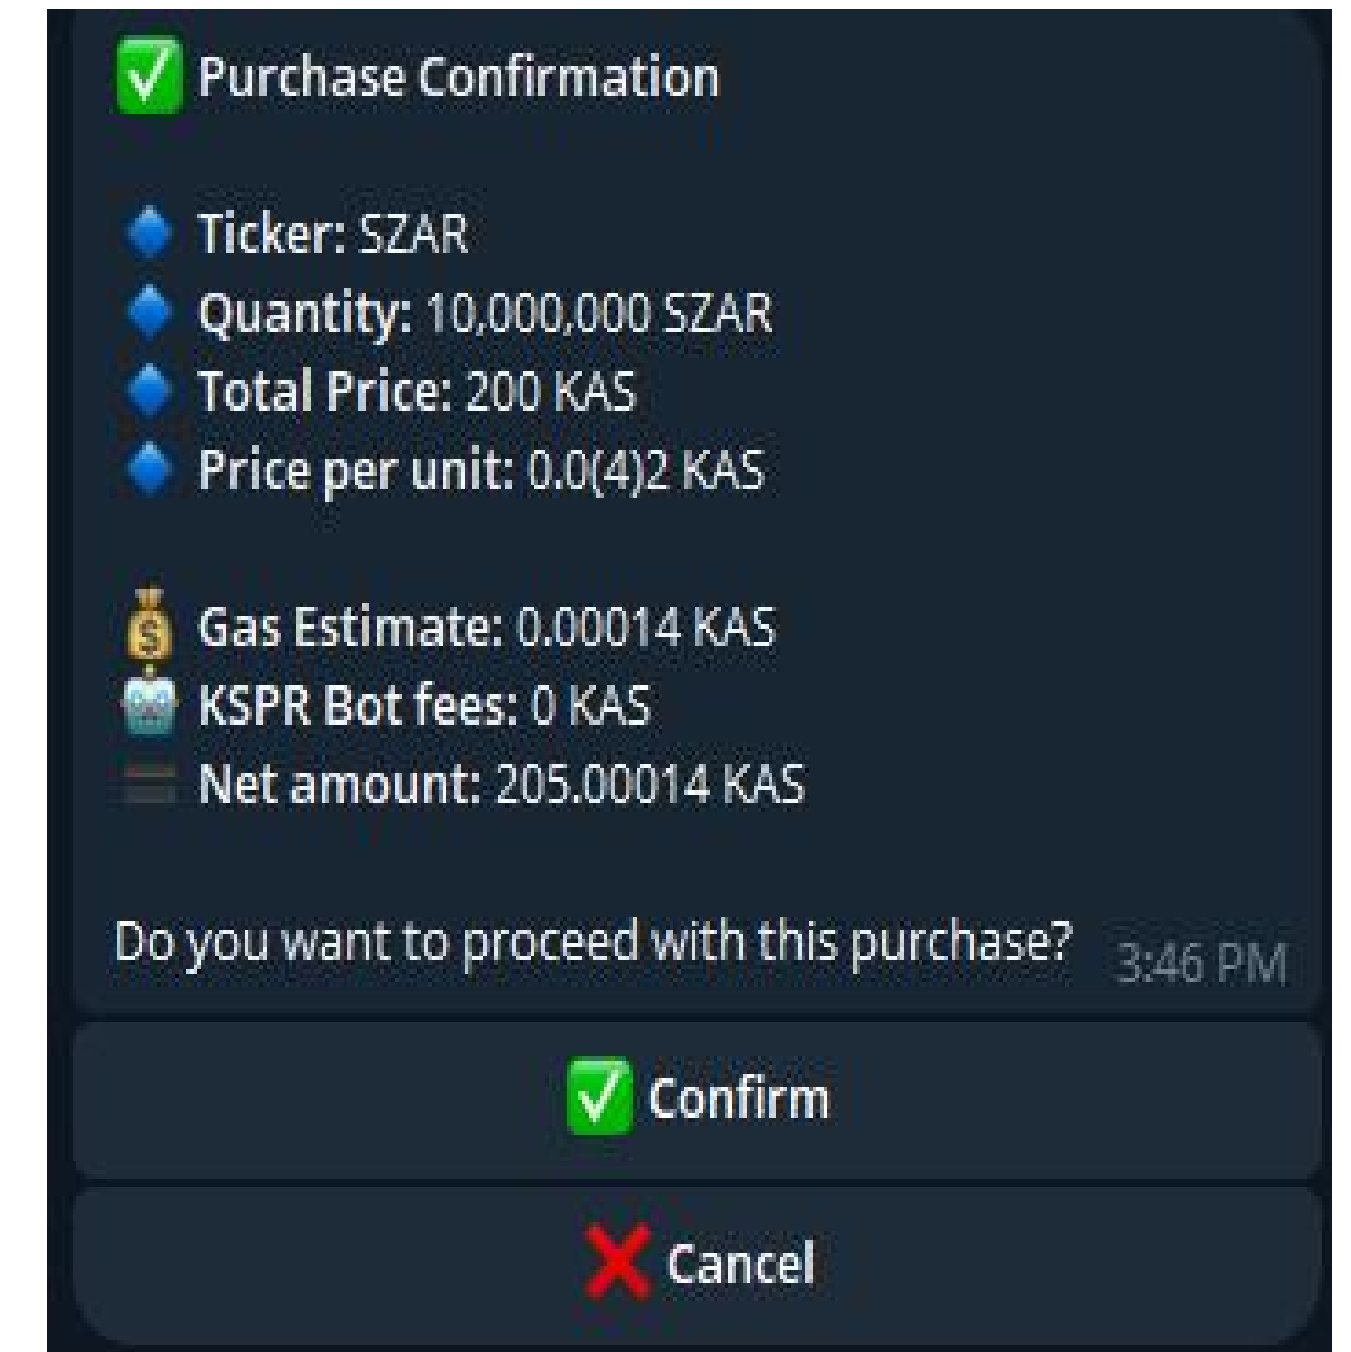 ✅ Purchase Confirmation
🔹 Ticker: SZAR
🔹 Quantity: 10,000,000 SZAR
🔹 Total Price: 200 KAS
🔹 Price per unit: 0.0(4)2 KAS
💰 Gas Estimate: 0.00014 KAS
🤖 KSPR Bot fees: 0 KAS
🟰 Net amount: 205.00014 KAS
Do you want to proceed with this purchase?
3:46 PM
✅ Confirm
❌ Cancel